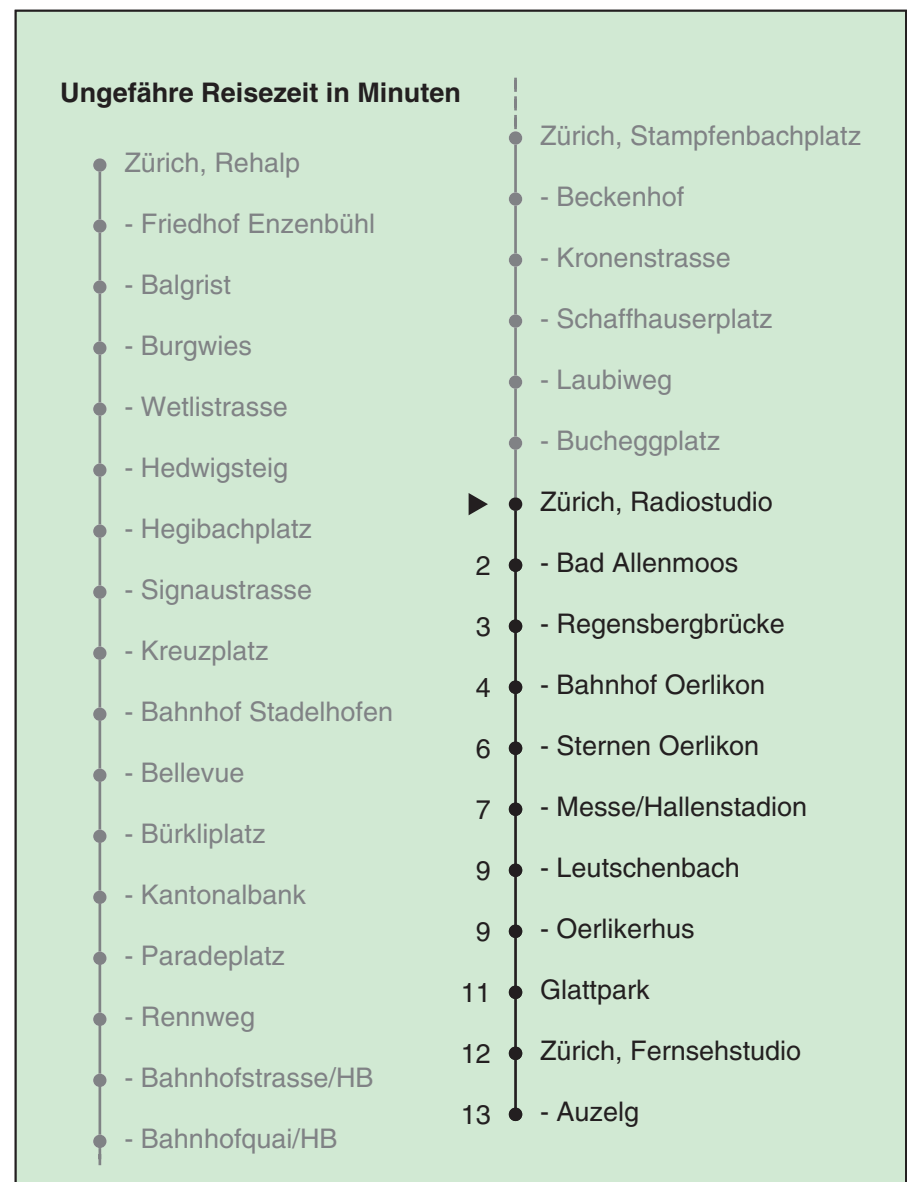 Ungefähre Reisezeit in Minuten
Zürich, Rehalp
- Friedhof Enzenbühl
- Balgrist
- Burgwies
- Wetlistrasse
- Hedwigsteig
- Hegibachplatz
- Signaustrasse
- Kreuzplatz
- Bahnhof Stadelhofen
- Bellevue
- Bürkliplatz
- Kantonalbank
- Paradeplatz
- Rennweg
- Bahnhofstrasse/HB
- Bahnhofquai/HB
Zürich, Stampfenbachplatz
- Beckenhof
- Kronenstrasse
- Schaffhauserplatz
- Laubiweg
- Bucheggplatz
Zürich, Radiostudio
2 - Bad Allenmoos
3 - Regensbergbrücke
4 - Bahnhof Oerlikon
6 - Sternen Oerlikon
7 - Messe/Hallenstadion
9 - Leutschenbach
9 - Oerlikerhus
11 Glattpark
12 Zürich, Fernsehstudio
13 - Auzelg